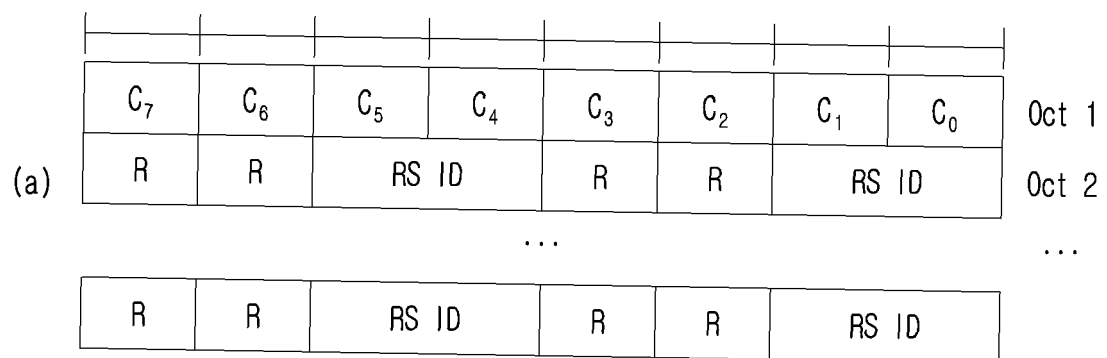 C₇ C₆ C₅ C₄ C₃ C₂ C₁ C₀ Oct 1
(a) R R RS ID R R RS ID Oct 2
... ...
R R RS ID R R RS ID